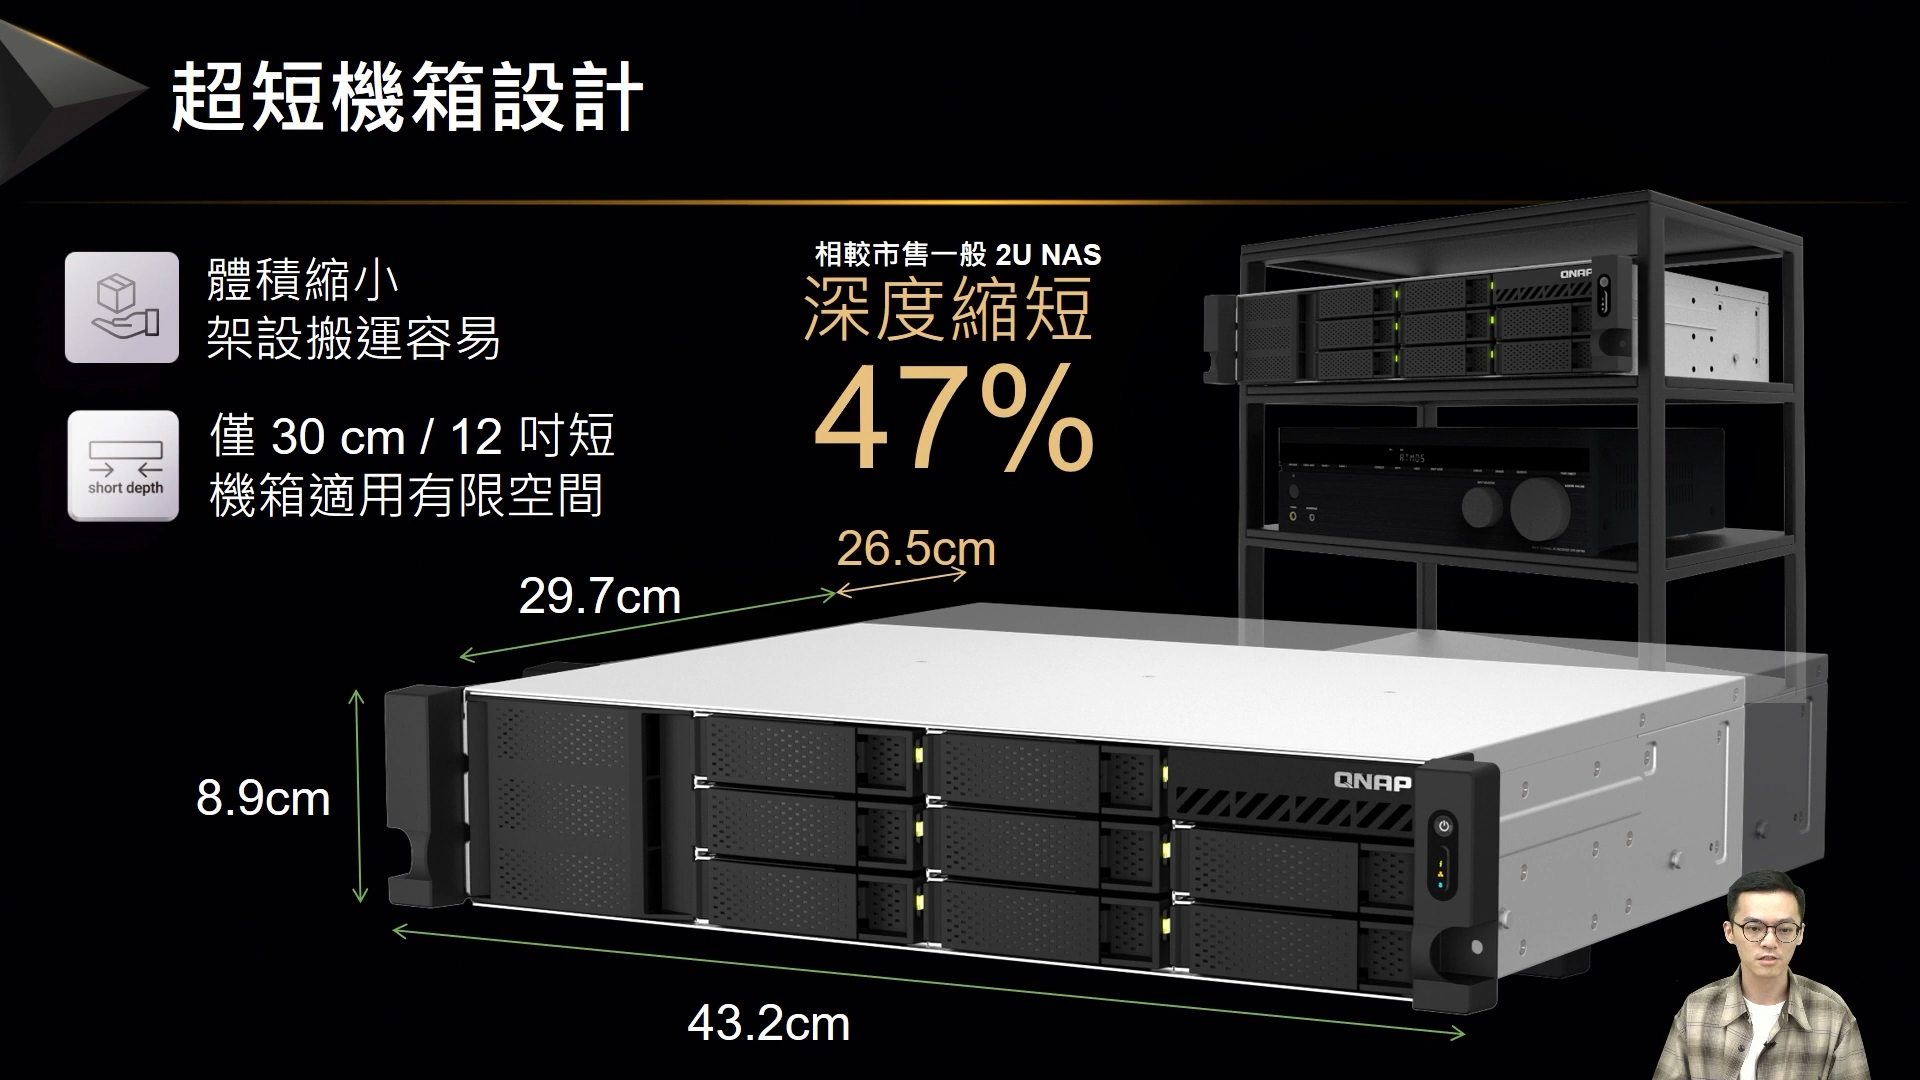 超短機箱設計
體積縮小
架設搬運容易
short depth
僅 30 cm / 12 吋短
機箱適用有限空間
相較市售一般 2U NAS
深度縮短
47%
26.5cm
29.7cm
8.9cm
43.2cm
QNAP
QNAP
ATMOS